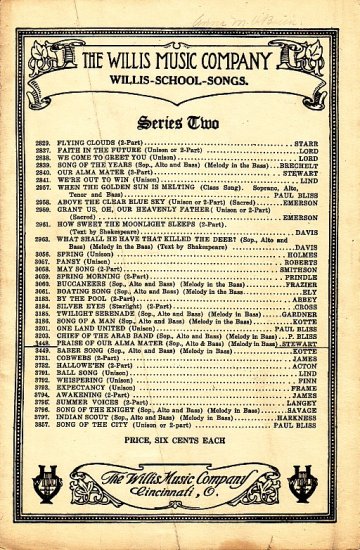 THE WILLIS MUSIC COMPANY
WILLIS-SCHOOL-SONGS.
Series Two
2829. FLYING CLOUDS (2-Part) STARR
2837. FAITH IN THE FUTURE (Unison or 2-Part) LORD
2838. WE COME TO GREET YOU (Unison) LORD
2839. SONG OF THE YEARS (Sop., Alto and Bass) (Melody in the Bass) BRECHELT
2840. OUR ALMA MATER (2-Part) STEWART
2841. WE'RE OUT TO WIN (Unison) LIND
2957. WHEN THE GOLDEN SUN IS MELTING (Class Song). Soprano, Alto,
Tenor and Bass) PAUL BLISS
2958. ABOVE THE CLEAR BLUE SKY (Unison or 2-Part) (Sacred) EMERSON
2959. GRANT US, OH, OUR HEAVENLY FATHER (Unison or 2-Part)
(Sacred) EMERSON
2961. HOW SWEET THE MOONLIGHT SLEEPS (2-Part).
(Text by Shakespeare) DAVIS
2963. WHAT SHALL HE HAVE THAT KILLED THE DEER? (Sop., Alto and
Bass) (Melody in the Bass) (Text by Shakespeare) DAVIS
3056. SPRING (Unison) HOLMES
3057. PANSY (Unison) ROBERTS
3058. MAY SONG (2-Part) SMITHSON
3059. SPRING MORNING (2-Part) PRINDLE
3060. BUCCANEERS (Sop., Alto and Bass) (Melody in the Bass) FRAZIER
3061. BOATING SONG (Sop., Alto and Bass) (Melody in the Bass) ELY
3183. BY THE POOL (2-Part) ABBEY
3184. SILVER EYES (Starlight) (2-Part) CROSS
3185. TWILIGHT SERENADE (Sop., Alto and Bass) (Melody in Bass) GARDNER
3186. SONG OF A MAN (Sop., Alto and Bass) (Melody in the Bass) KOTTE
3201. ONE LAND UNITED (Unison) PAUL BLISS
3203. CHIEF OF THE ARAB BAND (Sop., Alto and Bass) (Melody in Bass) P. BLISS
PRAISE OF OUR ALMA MATER (Sop., Alto & Bass) (Melody in Bass) STEWART
3449. SABER SONG (Sop., Alto and Bass) (Melody in the Bass) KOTTE
3781. COBWEBS (2-Part) JAMES
3782. HALLOWE'EN (2-Part) ACTON
3791. BALL SONG (Unison) LIND
3792. WHISPERING (Unison) FINN
3793. EXPECTANCY (Unison) FRAME
3794. AWAKENING (2-Part) JAMES
3795. SUMMER VOICES (2-Part) LANGEY
3796. SONG OF THE KNIGHT (Sop., Alto and Bass) (Melody in the Bass) SAVAGE
3797. INDIAN SCOUT (Sop., Alto and Bass) (Melody in the Bass) HARKNESS
3857. SONG OF THE CITY (Unison or 2-part) PAUL BLISS
PRICE, SIX CENTS EACH
The Willis Music Company
Cincinnati, O.